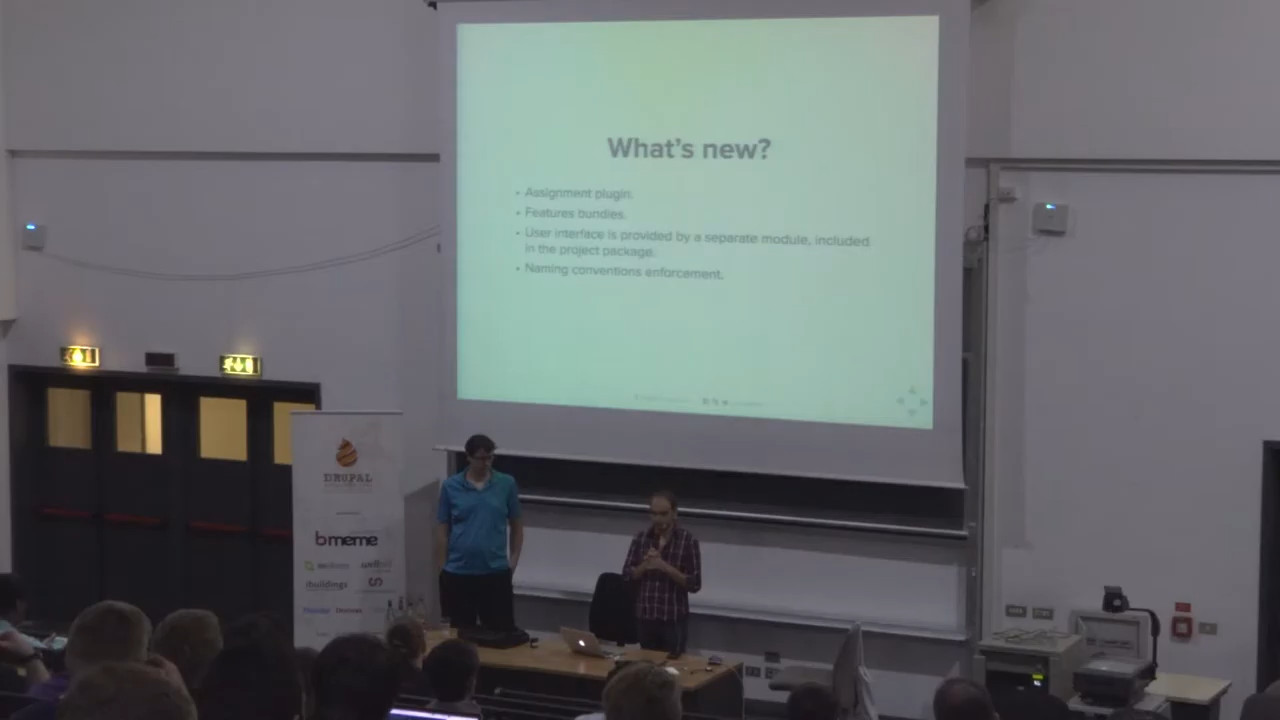 What's new?
• Assignment plugin.
• Features bundles.
• User interface is provided by a separate module, included
in the project package.
• Naming conventions enforcement.
DRUPAL
bmeme
ibuildings